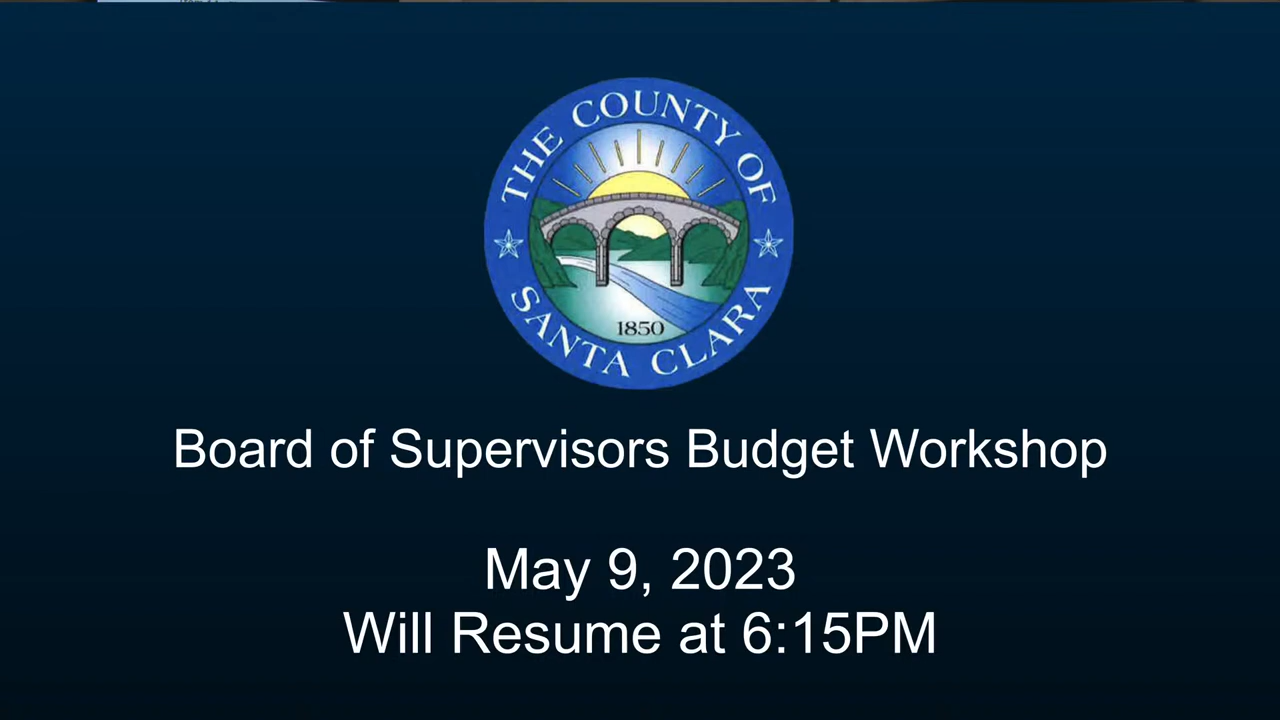 THE COUNTY OF
SANTA CLARA
1850
Board of Supervisors Budget Workshop
May 9, 2023
Will Resume at 6:15PM